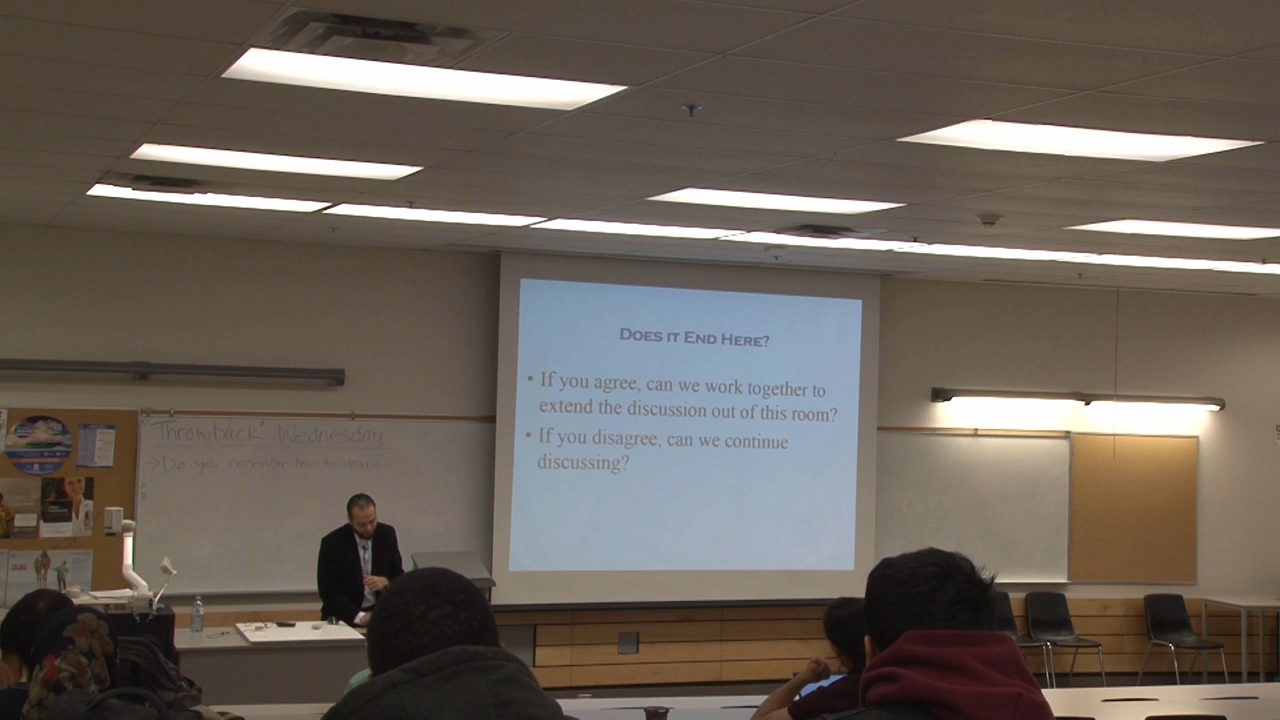 "Throwback" Wednesday
→ Do you remember how to draw?
DOES IT END HERE?
• If you agree, can we work together to
extend the discussion out of this room?
• If you disagree, can we continue
discussing?